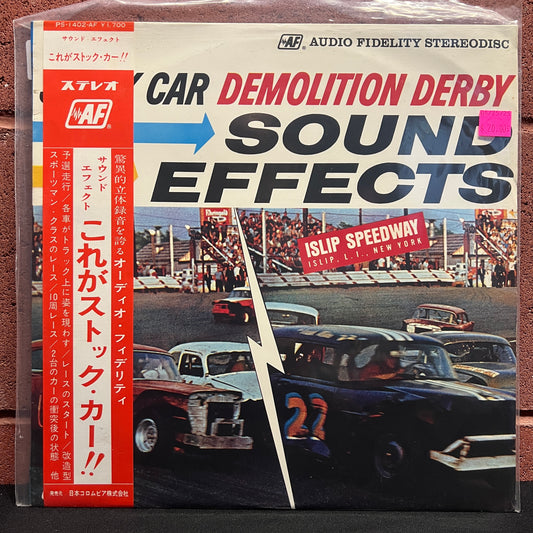 PS-1402-AF ¥1,700
サウンド・エフェクト
これがストック・カー!!
ステレオ
AF
サウンド
エフェクト
これがストック・カー!!
驚異的立体録音を誇るオーディオ・フィデリティ
予選走行/各車がトラック上に姿を現わす/レースのスタート/改造型
スポーツマン・クラスのレース/10周レース/2台のカーの衝突後の状態 他
発売元 日本コロムビア株式会社
AF® AUDIO FIDELITY STEREODISC
CAR DEMOLITION DERBY
SOUND
EFFECTS
ISLIP SPEEDWAY
ISLIP, L. I., NEW YORK
22